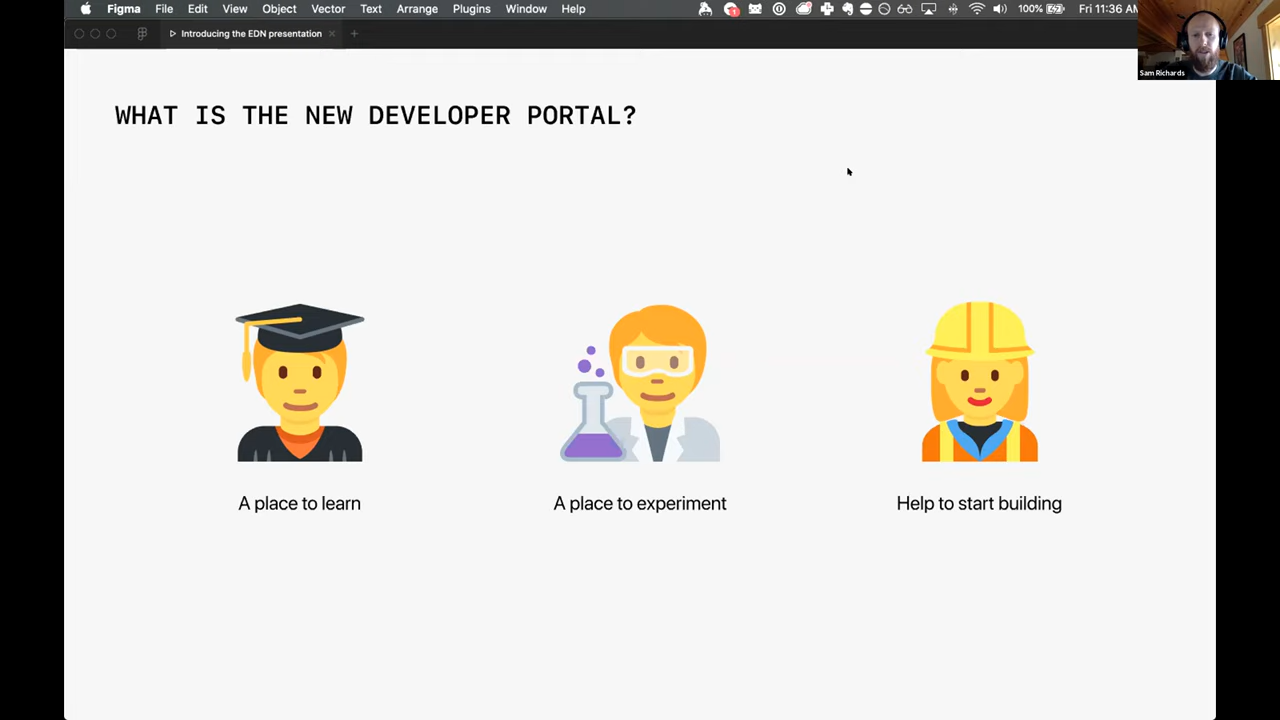 Figma File Edit View Object Vector Text Arrange Plugins Window Help 1 100% Fri 11:36 AM
Introducing the EDN presentation
Sam Richards
WHAT IS THE NEW DEVELOPER PORTAL?
A place to learn
A place to experiment
Help to start building